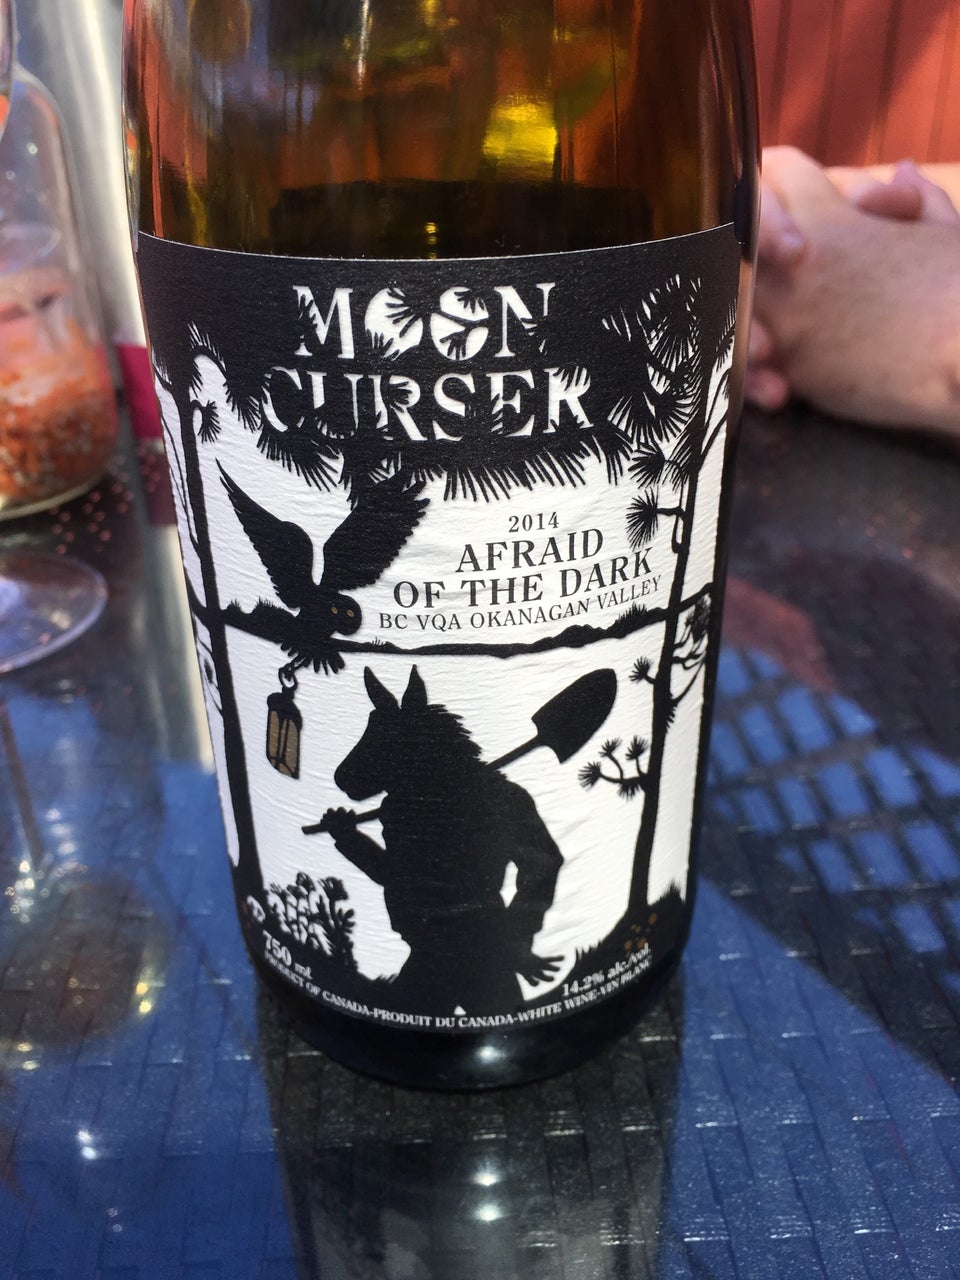 MOON
CURSER
2014
AFRAID
OF THE DARK
BC VQA OKANAGAN VALLEY
750 mL
14.2% alc./vol.
PRODUCT OF CANADA-PRODUIT DU CANADA-WHITE WINE-VIN BLANC